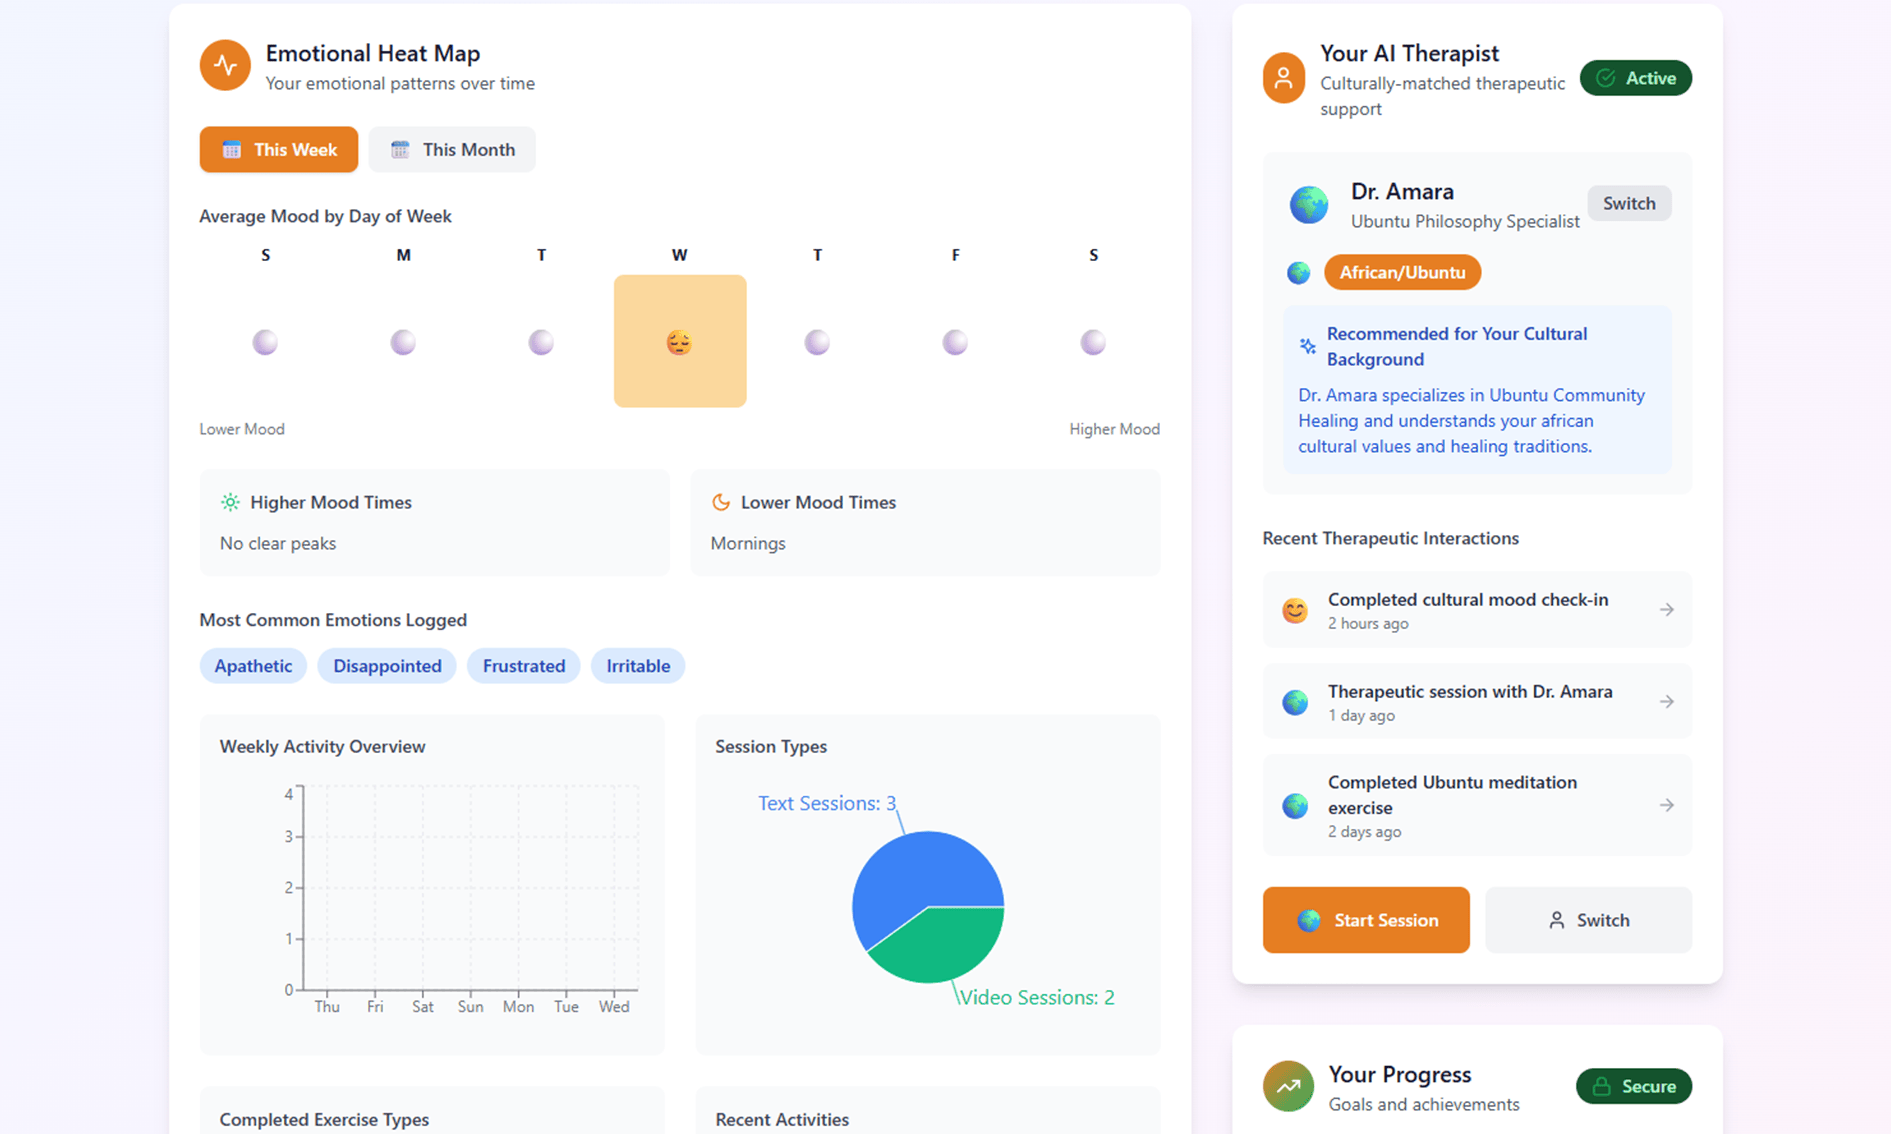 Emotional Heat Map
Your emotional patterns over time
This Week
This Month
Average Mood by Day of Week
S M T W T F S
Lower Mood
Higher Mood
Higher Mood Times
No clear peaks
Lower Mood Times
Mornings
Most Common Emotions Logged
Apathetic
Disappointed
Frustrated
Irritable
Weekly Activity Overview
4
3
2
1
0
Thu Fri Sat Sun Mon Tue Wed
Session Types
Text Sessions: 3
Video Sessions: 2
Completed Exercise Types
Recent Activities
Your AI Therapist
Culturally-matched therapeutic
support
Active
Dr. Amara
Ubuntu Philosophy Specialist
Switch
African/Ubuntu
Recommended for Your Cultural
Background
Dr. Amara specializes in Ubuntu Community
Healing and understands your african
cultural values and healing traditions.
Recent Therapeutic Interactions
Completed cultural mood check-in
2 hours ago
Therapeutic session with Dr. Amara
1 day ago
Completed Ubuntu meditation
exercise
2 days ago
Start Session
Switch
Your Progress
Goals and achievements
Secure